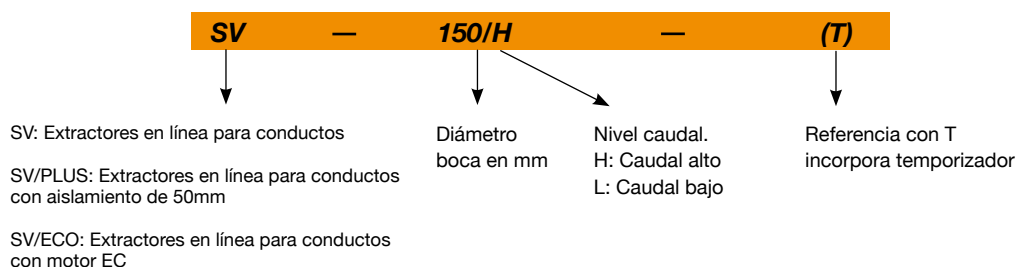 SV — 150/H — (T)
SV: Extractores en línea para conductos
SV/PLUS: Extractores en línea para conductos
con aislamiento de 50mm
SV/ECO: Extractores en línea para conductos
con motor EC
Diámetro
boca en mm
Nivel caudal.
H: Caudal alto
L: Caudal bajo
Referencia con T
incorpora temporizador